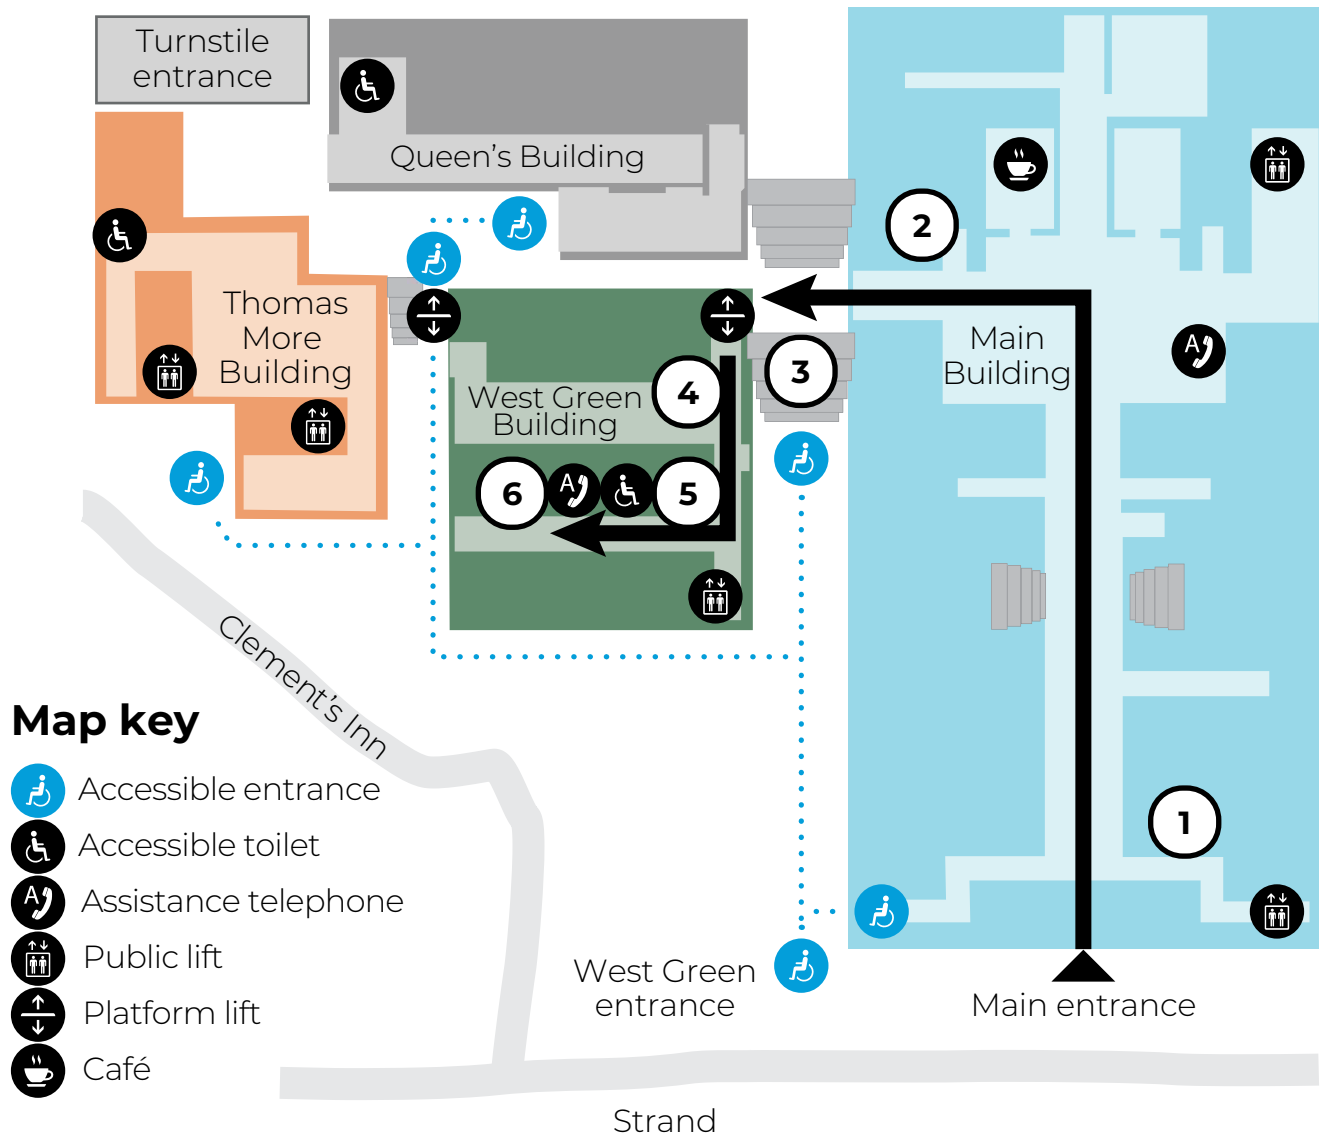 Turnstile
entrance
Queen's Building
2
Thomas
More
Building
Main
Building
3
4
West Green
Building
6
A
5
A
1
Clement's Inn
Map key
Accessible entrance
Accessible toilet
A
Assistance telephone
Public lift
Platform lift
Café
West Green
entrance
Main entrance
Strand